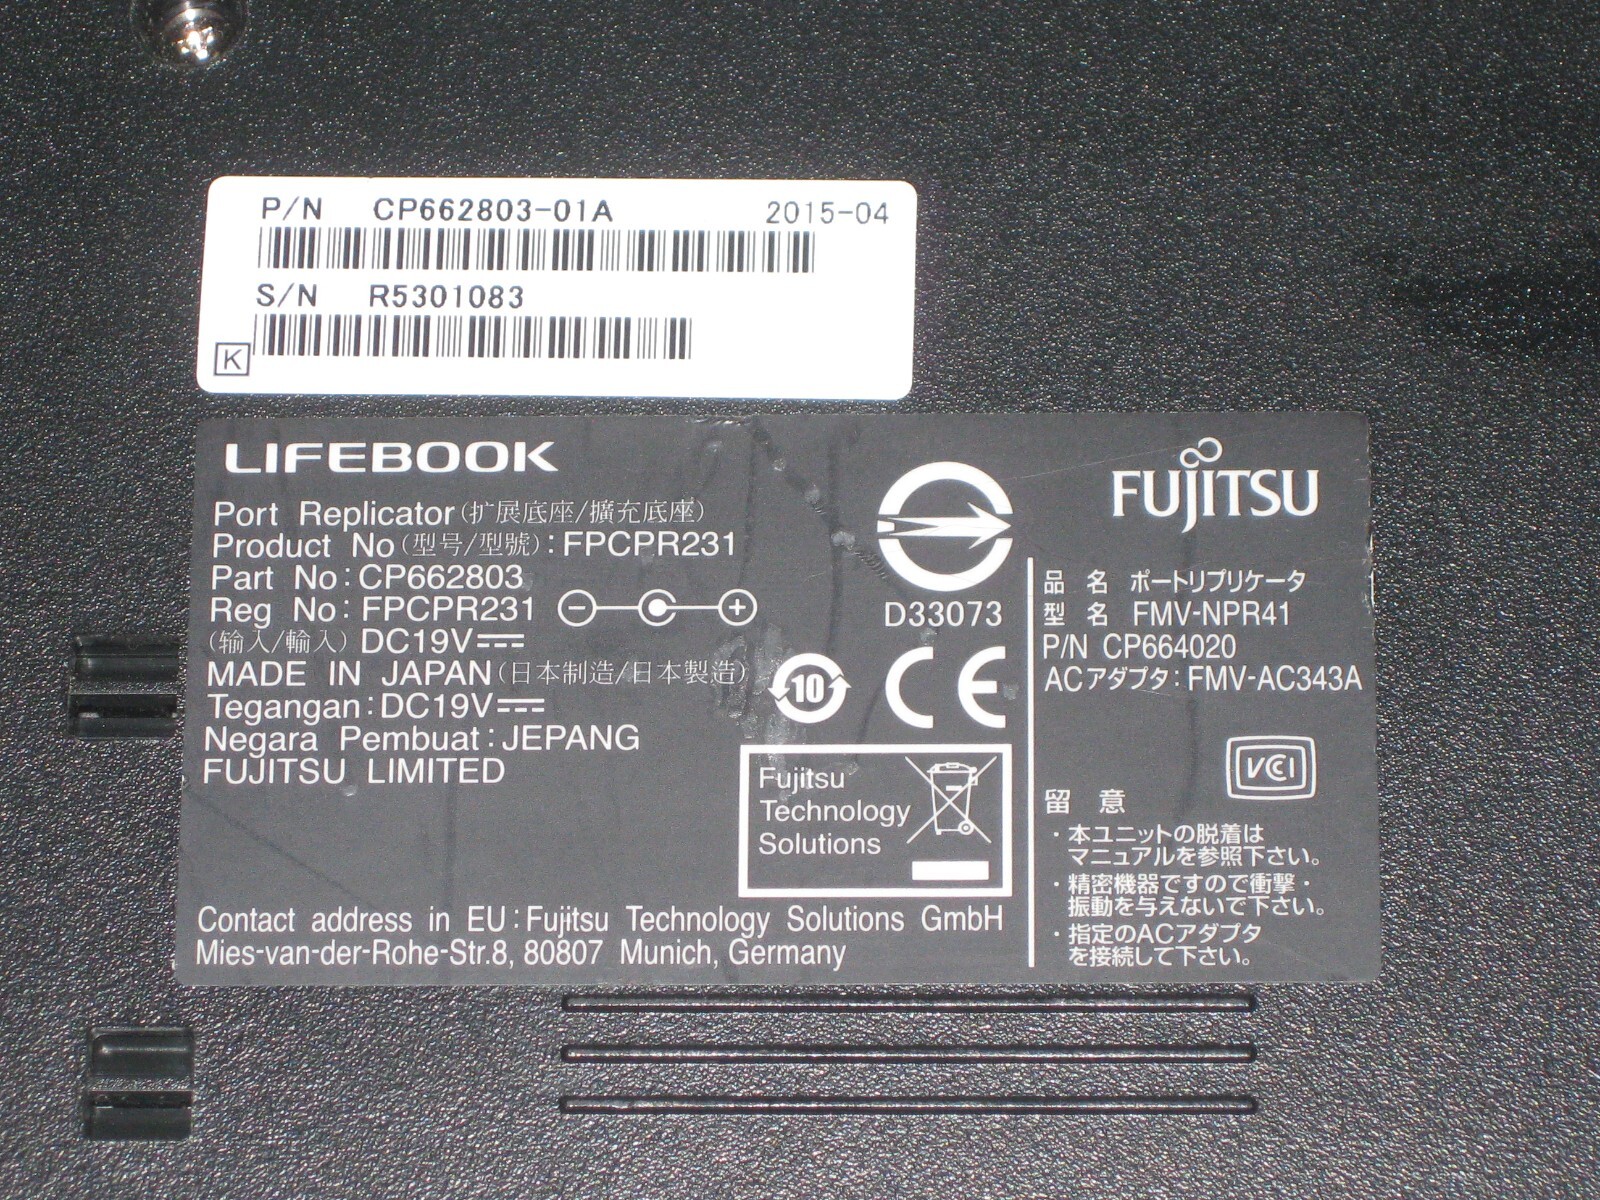 P/N CP662803-01A 2015-04
S/N R5301083
K
LIFEBOOK
Port Replicator(扩展底座/擴充底座)
Product No(型号/型號):FPCPR231
Part No:CP662803
Reg No:FPCPR231
(输入/輸入) DC19V
MADE IN JAPAN(日本制造/日本製造)
Tegangan:DC19V
Negara Pembuat:JEPANG
FUJITSU LIMITED
D33073
10
CE
Fujitsu
Technology
Solutions
Contact address in EU:Fujitsu Technology Solutions GmbH
Mies-van-der-Rohe-Str.8, 80807 Munich, Germany
FUJITSU
品 名 ポートリプリケータ
型 名 FMV-NPR41
P/N CP664020
ACアダプタ:FMV-AC343A
VCI
留 意
・本ユニットの脱着は
マニュアルを参照下さい。
・精密機器ですので衝撃・
振動を与えないで下さい。
・指定のACアダプタ
を接続して下さい。